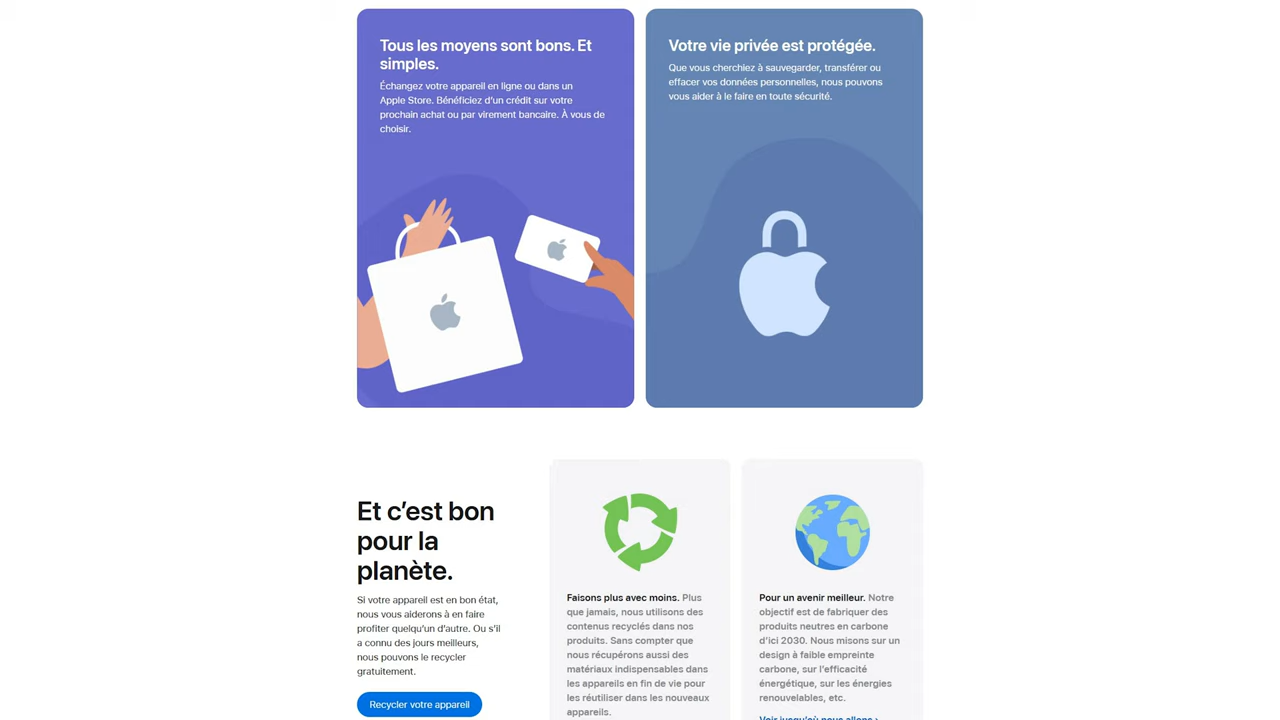 Tous les moyens sont bons. Et
simples.
Échangez votre appareil en ligne ou dans un
Apple Store. Bénéficiez d’un crédit sur votre
prochain achat ou par virement bancaire. À vous de
choisir.
Votre vie privée est protégée.
Que vous cherchiez à sauvegarder, transférer ou
effacer vos données personnelles, nous pouvons
vous aider à le faire en toute sécurité.
Et c’est bon
pour la
planète.
Si votre appareil est en bon état,
nous vous aiderons à en faire
profiter quelqu’un d’autre. Ou s’il
a connu des jours meilleurs,
nous pouvons le recycler
gratuitement.
Recycler votre appareil
Faisons plus avec moins. Plus
que jamais, nous utilisons des
contenus recyclés dans nos
produits. Sans compter que
nous récupérons aussi des
matériaux indispensables dans
les appareils en fin de vie pour
les réutiliser dans les nouveaux
appareils.
Pour un avenir meilleur. Notre
objectif est de fabriquer des
produits neutres en carbone
d’ici 2030. Nous misons sur un
design à faible empreinte
carbone, sur l’efficacité
énergétique, sur les énergies
renouvelables, etc.
Voir jusqu’où nous allons ›